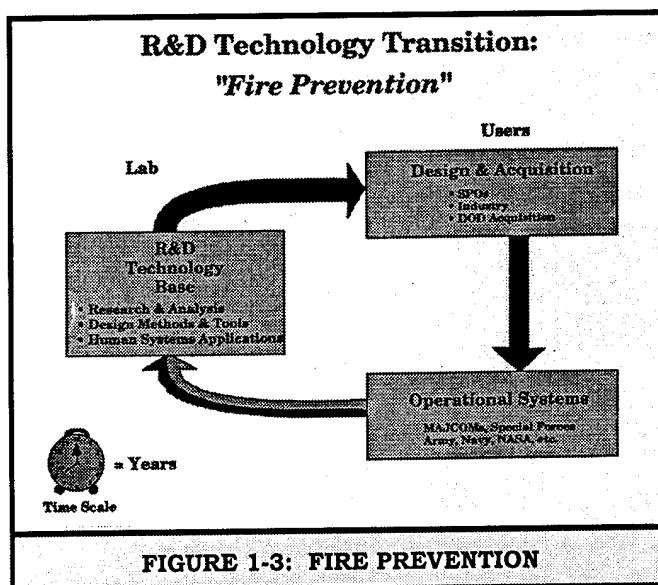 R&D Technology Transition:
"Fire Prevention"
Users
Lab
Design & Acquisition
• SPOs
• Industry
• DOD Acquisition
R&D
Technology
Base
• Research & Analysis
• Design Methods & Tools
• Human Systems Applications
Operational Systems
MAJCOMs, Special Forces
Army, Navy, NASA, etc.
= Years
Time Scale
FIGURE 1-3: FIRE PREVENTION